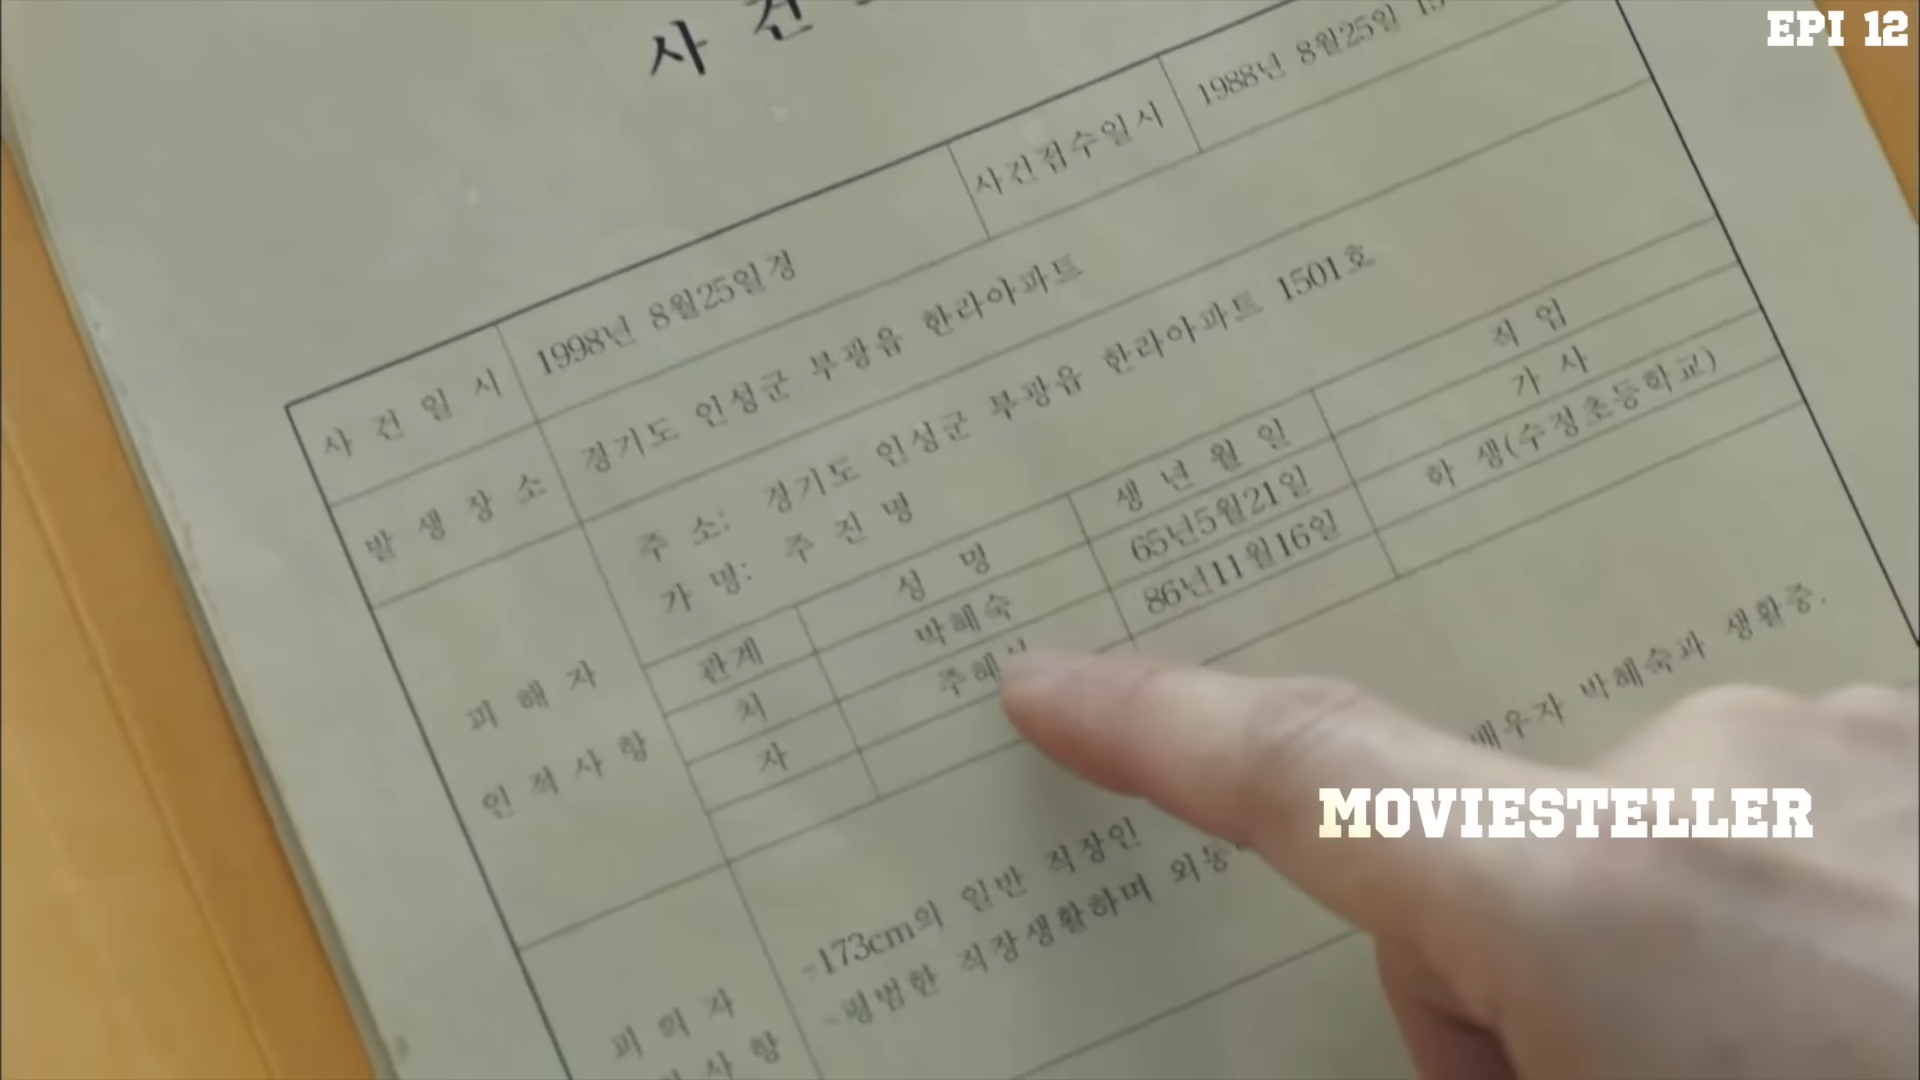 EPI 12
사 건
사 건 일 시
1998년 8월25일경
사건접수일시
1988년 8월25일
발 생 장 소
경기도 인성군 부광읍 한라아파트
피 해 자
인 적 사 항
주 소: 경기도 인성군 부광읍 한라아파트 1501호
가 명: 주 진 명
관계 성 명 생 년 월 일 직 업
처 박혜숙 65년5월21일 가 사
자 86년11월16일 학 생(수정초등학교)
배우자 박혜숙과 생활중.
MOVIESTELLER
피 의 자
사 항
-173cm의 일반 직장인
-평범한 직장생활하며